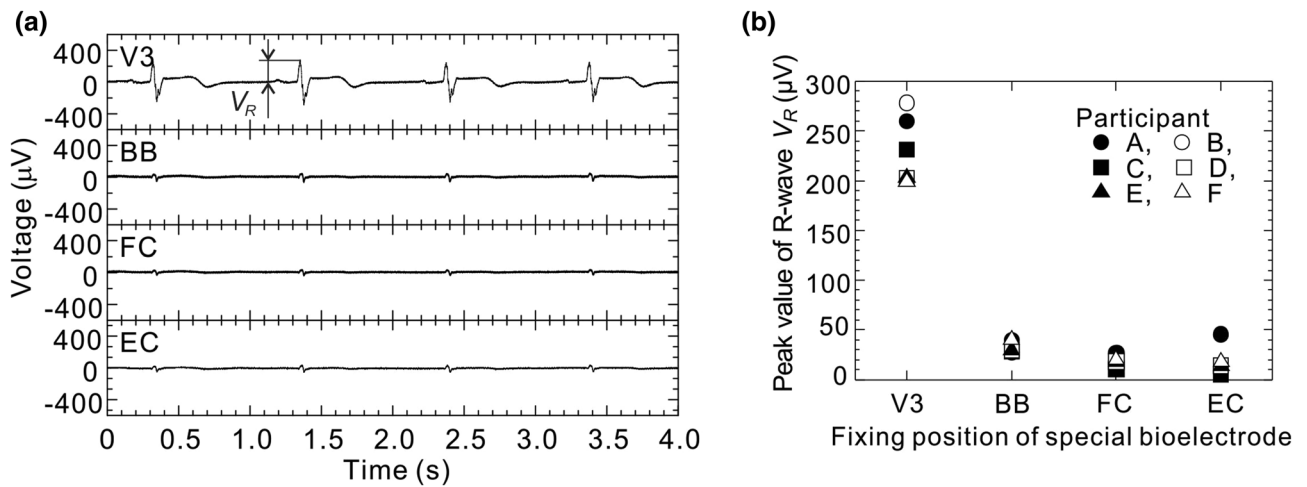 (a)
Voltage (μV)
400
0
-400
V3
V_R
400
0
-400
BB
400
0
-400
FC
400
0
-400
EC
0 0.5 1.0 1.5 2.0 2.5 3.0 3.5 4.0
Time (s)
(b)
Peak value of R-wave V_R (μV)
300
250
200
150
100
50
0
Participant
A, B,
C, D,
E, F
V3 BB FC EC
Fixing position of special bioelectrode